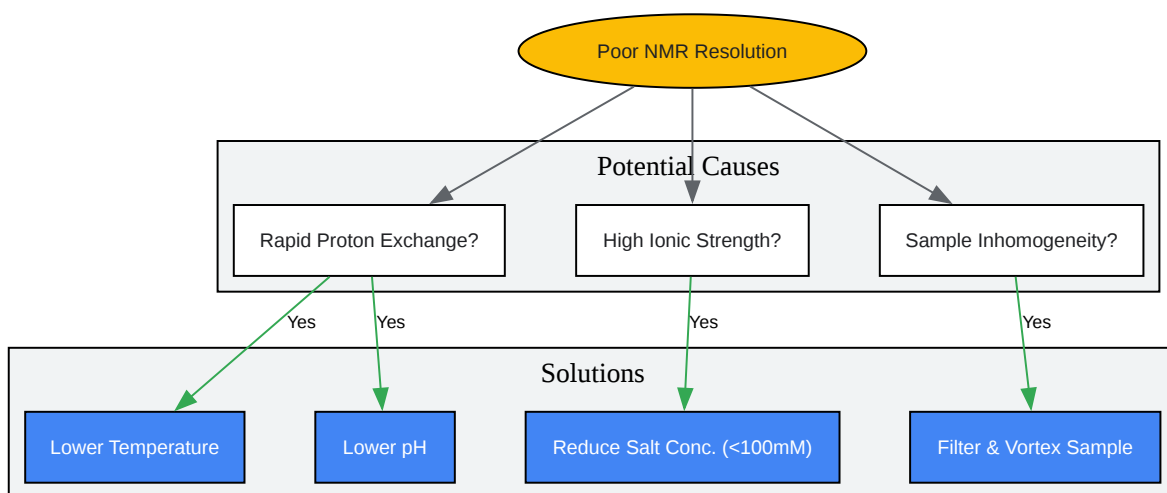 Poor NMR Resolution
Potential Causes
Rapid Proton Exchange?
High Ionic Strength?
Sample Inhomogeneity?
Yes
Yes
Yes
Yes
Solutions
Lower Temperature
Lower pH
Reduce Salt Conc. (<100mM)
Filter & Vortex Sample